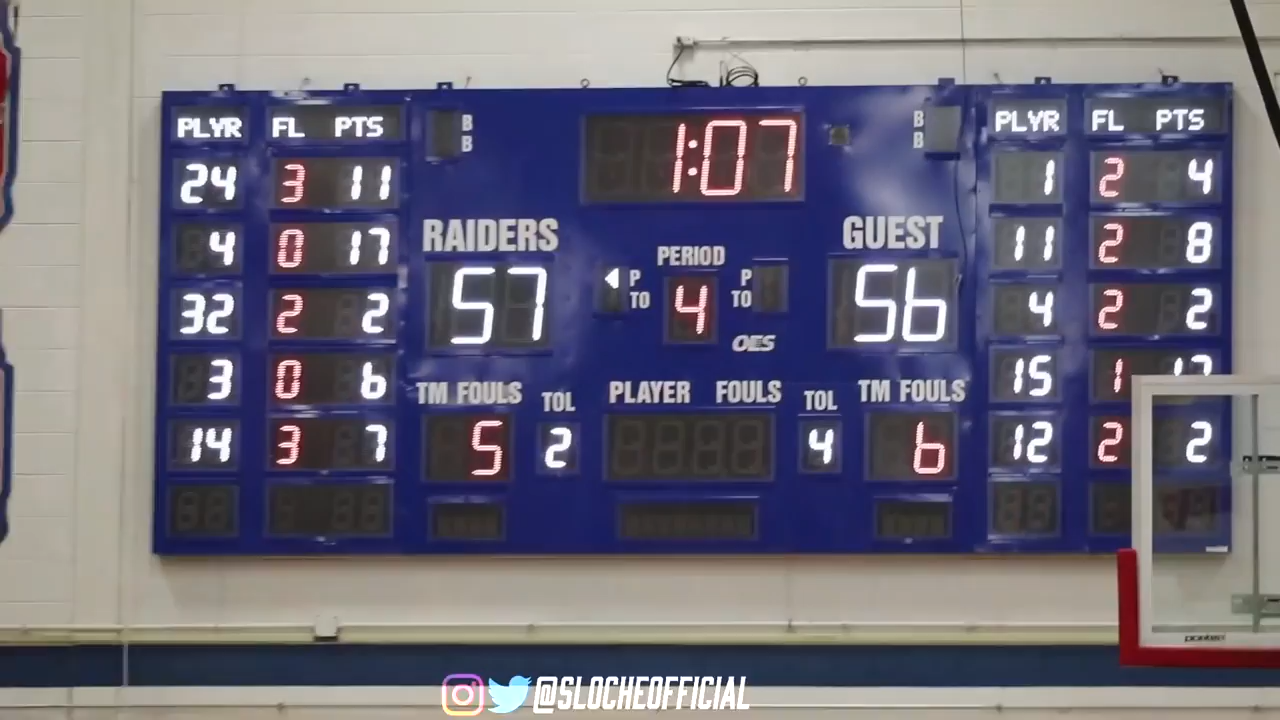 PLYR FL PTS
24 3 11
4 0 17
32 2 2
3 0 6
14 3 7
B
B
1:07
B
B
RAIDERS
57
PERIOD
P
TO
4
P
TO
OES
GUEST
56
TM FOULS
5
TOL
2
PLAYER FOULS
TOL
4
TM FOULS
6
PLYR FL PTS
1 2 4
11 2 8
4 2 2
15 1 17
12 2 2
@SLOCHEOFFICIAL